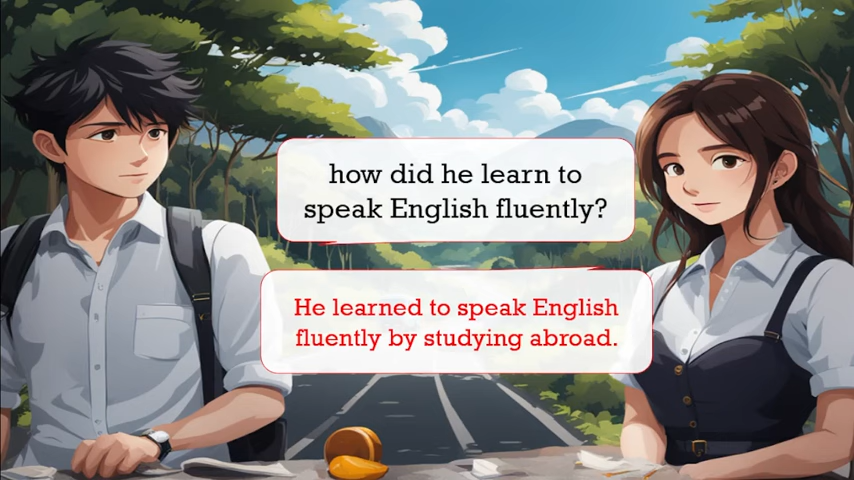 how did he learn to
speak English fluently?
He learned to speak English
fluently by studying abroad.